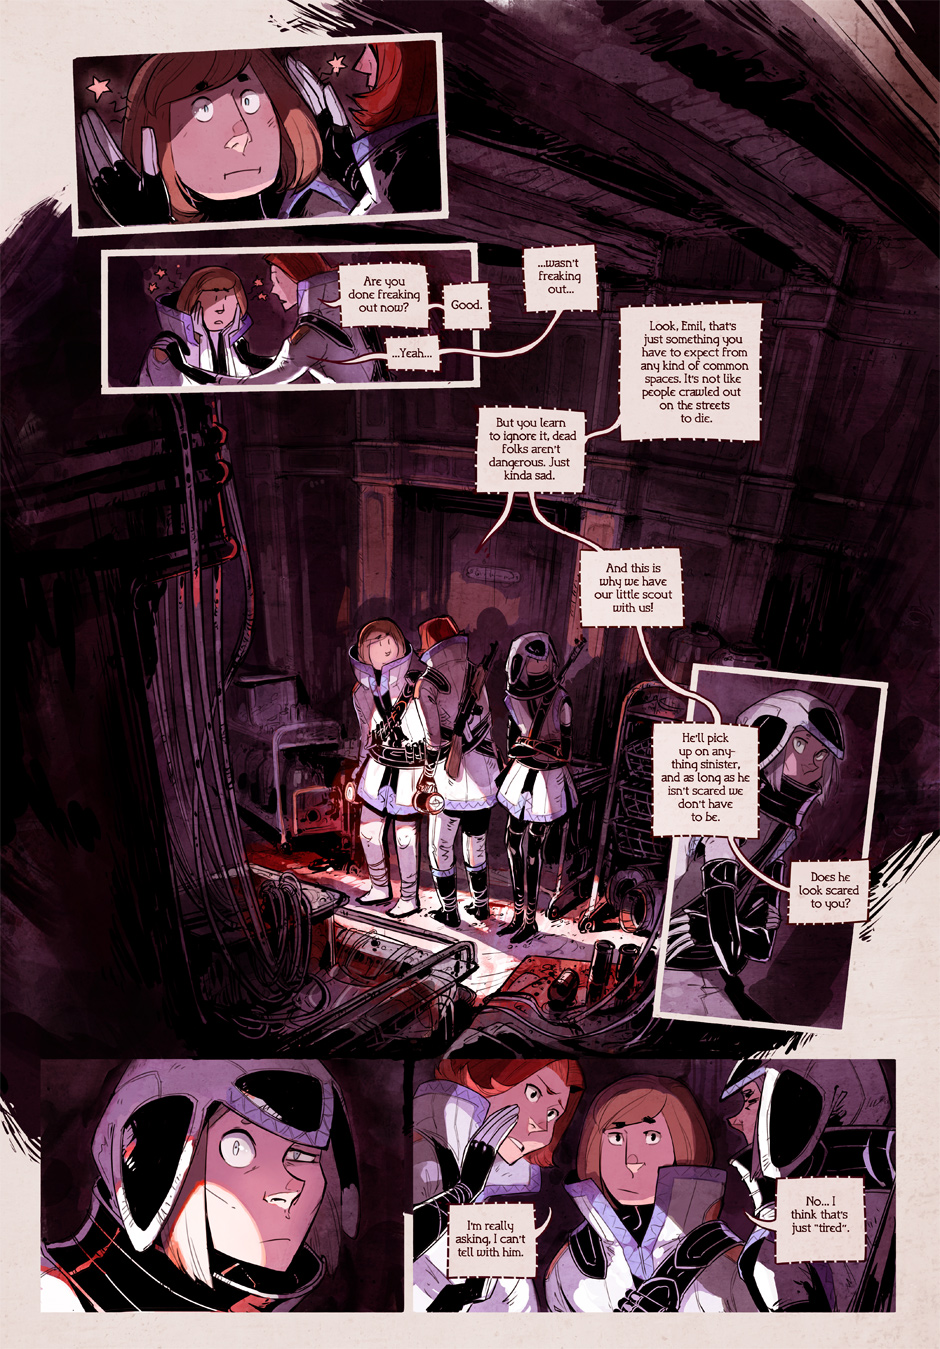 Are you
done freaking
out now?
Good.
...Yeah...
...wasn't
freaking
out...
Look, Emil, that's
just something you
have to expect from
any kind of common
spaces. It's not like
people crawled out
on the streets
to die.
But you learn
to ignore it, dead
folks aren't
dangerous. Just
kinda sad.
And this is
why we have
our little scout
with us!
He'll pick
up on any-
thing sinister,
and as long as he
isn't scared we
don't have
to be.
Does he
look scared
to you?
I'm really
asking, I can't
tell with him.
No... I
think that's
just "tired".